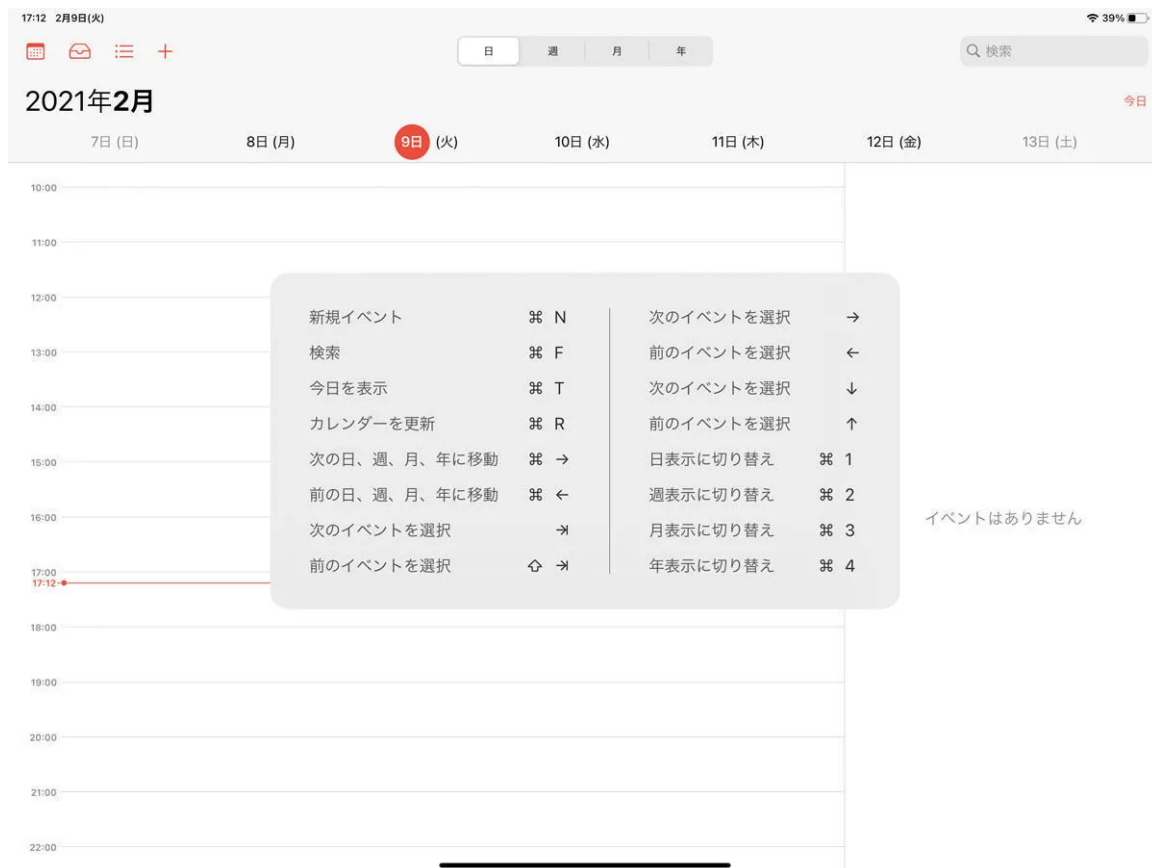 17:12 2月9日(火)
39%
日 週 月 年
検索
2021年2月
今日
7日 (日) 8日 (月) 9日 (火) 10日 (水) 11日 (木) 12日 (金) 13日 (土)
10:00
11:00
12:00
新規イベント ⌘ N
検索 ⌘ F
今日を表示 ⌘ T
カレンダーを更新 ⌘ R
次の日、週、月、年に移動 ⌘ →
前の日、週、月、年に移動 ⌘ ←
次のイベントを選択 ⇥
前のイベントを選択 ⇧ ⇥
次のイベントを選択 →
前のイベントを選択 ←
次のイベントを選択 ↓
前のイベントを選択 ↑
日表示に切り替え ⌘ 1
週表示に切り替え ⌘ 2
月表示に切り替え ⌘ 3
年表示に切り替え ⌘ 4
13:00
14:00
15:00
16:00
イベントはありません
17:00
17:12
18:00
19:00
20:00
21:00
22:00